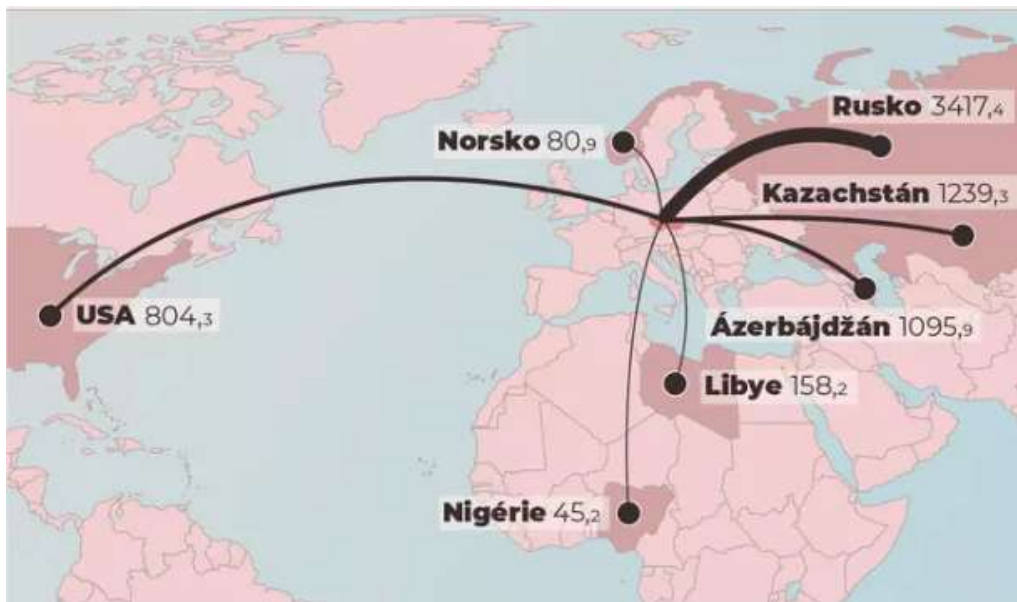 Rusko 3417,4
Norsko 80,9
Kazachstán 1239,3
USA 804,3
Ázerbájdžán 1095,9
Libye 158,2
Nigérie 45,2